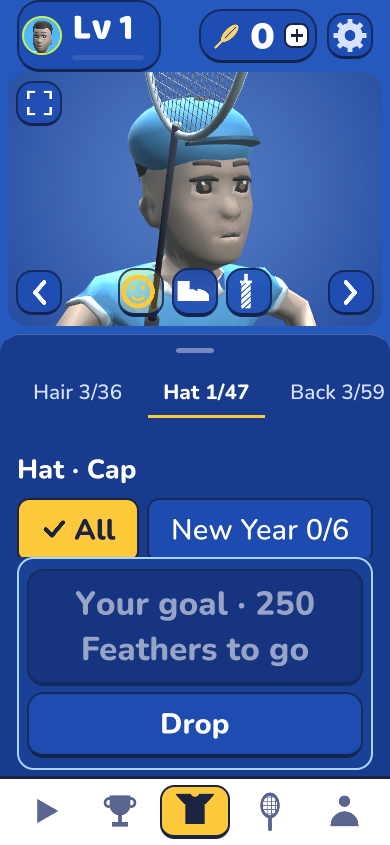 Lv 1
0
Hair 3/36
Hat 1/47
Back 3/59
Hat · Cap
All
New Year 0/6
Your goal · 250
Feathers to go
Drop